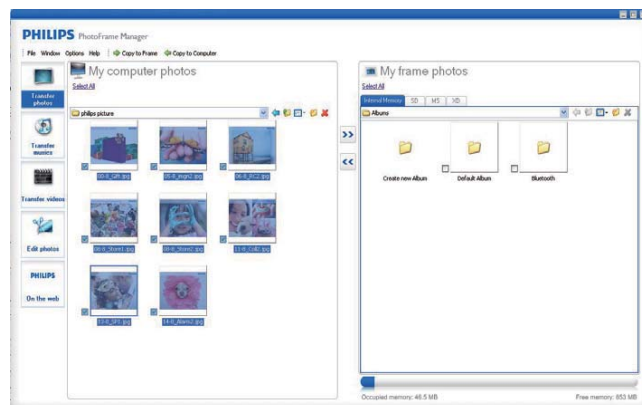 PHILIPS PhotoFrame Manager
File Window Options Help Copy to Frame Copy to Computer
Transfer photos
Transfer musics
Transfer videos
Edit photos
PHILIPS
On the web
My computer photos
Select All
philips picture
My frame photos
Select All
Internal Memory SD MS XD
Albums
>>
<<
Create new Album Default Album Bluetooth
Occupied memory: 46.5 MB Free memory: 853 MB